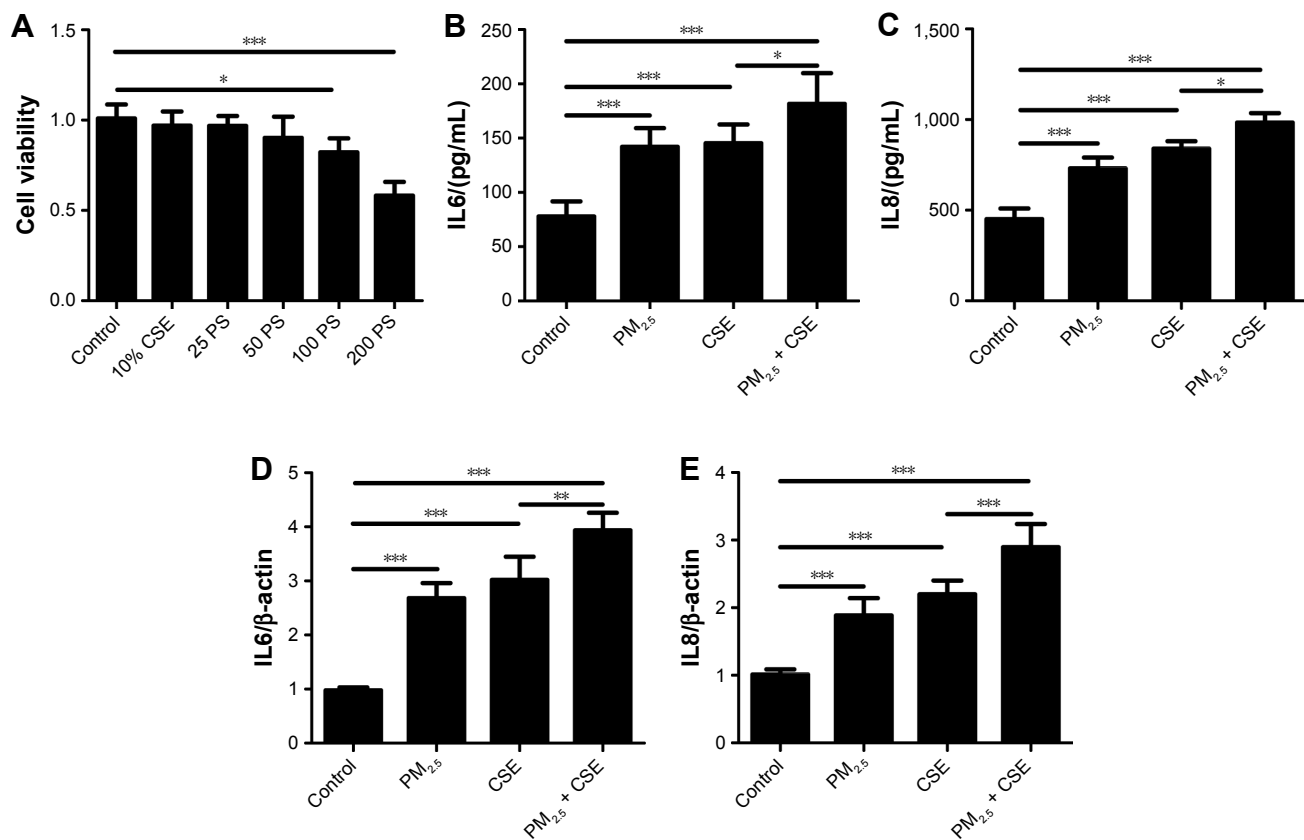 A
Cell viability
1.5
1.0
0.5
0.0
***
*
Control
10% CSE
25 PS
50 PS
100 PS
200 PS
B
IL6/(pg/mL)
250
200
150
100
50
0
***
*
***
***
Control
PM2.5
CSE
PM2.5 + CSE
C
IL8/(pg/mL)
1,500
1,000
500
0
***
*
***
***
Control
PM2.5
CSE
PM2.5 + CSE
D
IL6/β-actin
5
4
3
2
1
0
***
**
***
***
Control
PM2.5
CSE
PM2.5 + CSE
E
IL8/β-actin
4
3
2
1
0
***
***
***
***
Control
PM2.5
CSE
PM2.5 + CSE